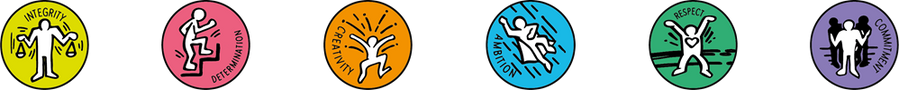 INTEGRITY
DETERMINATION
CREATIVITY
AMBITION
RESPECT
COMMITMENT